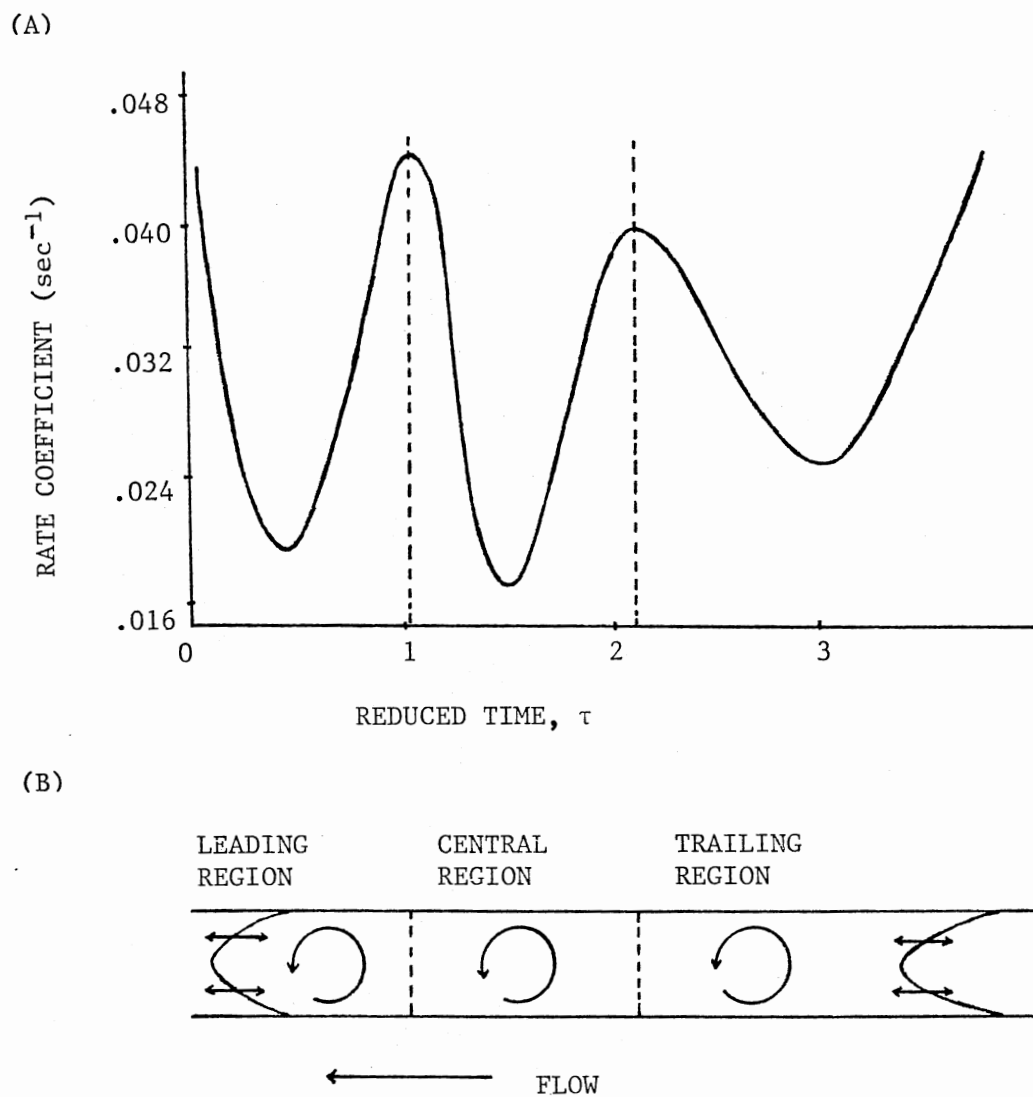 (A)
.048
.040
.032
.024
.016
RATE COEFFICIENT (sec⁻¹)
0 1 2 3
REDUCED TIME, τ
(B)
LEADING REGION
CENTRAL REGION
TRAILING REGION
FLOW